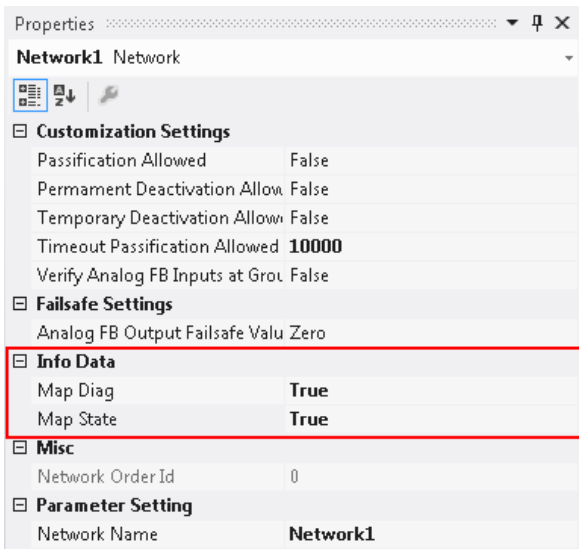 Properties
Network1 Network
Customization Settings
Passification Allowed False
Permament Deactivation Allow False
Temporary Deactivation Allow False
Timeout Passification Allowed 10000
Verify Analog FB Inputs at Grou False
Failsafe Settings
Analog FB Output Failsafe Valu Zero
Info Data
Map Diag True
Map State True
Misc
Network Order Id 0
Parameter Setting
Network Name Network1